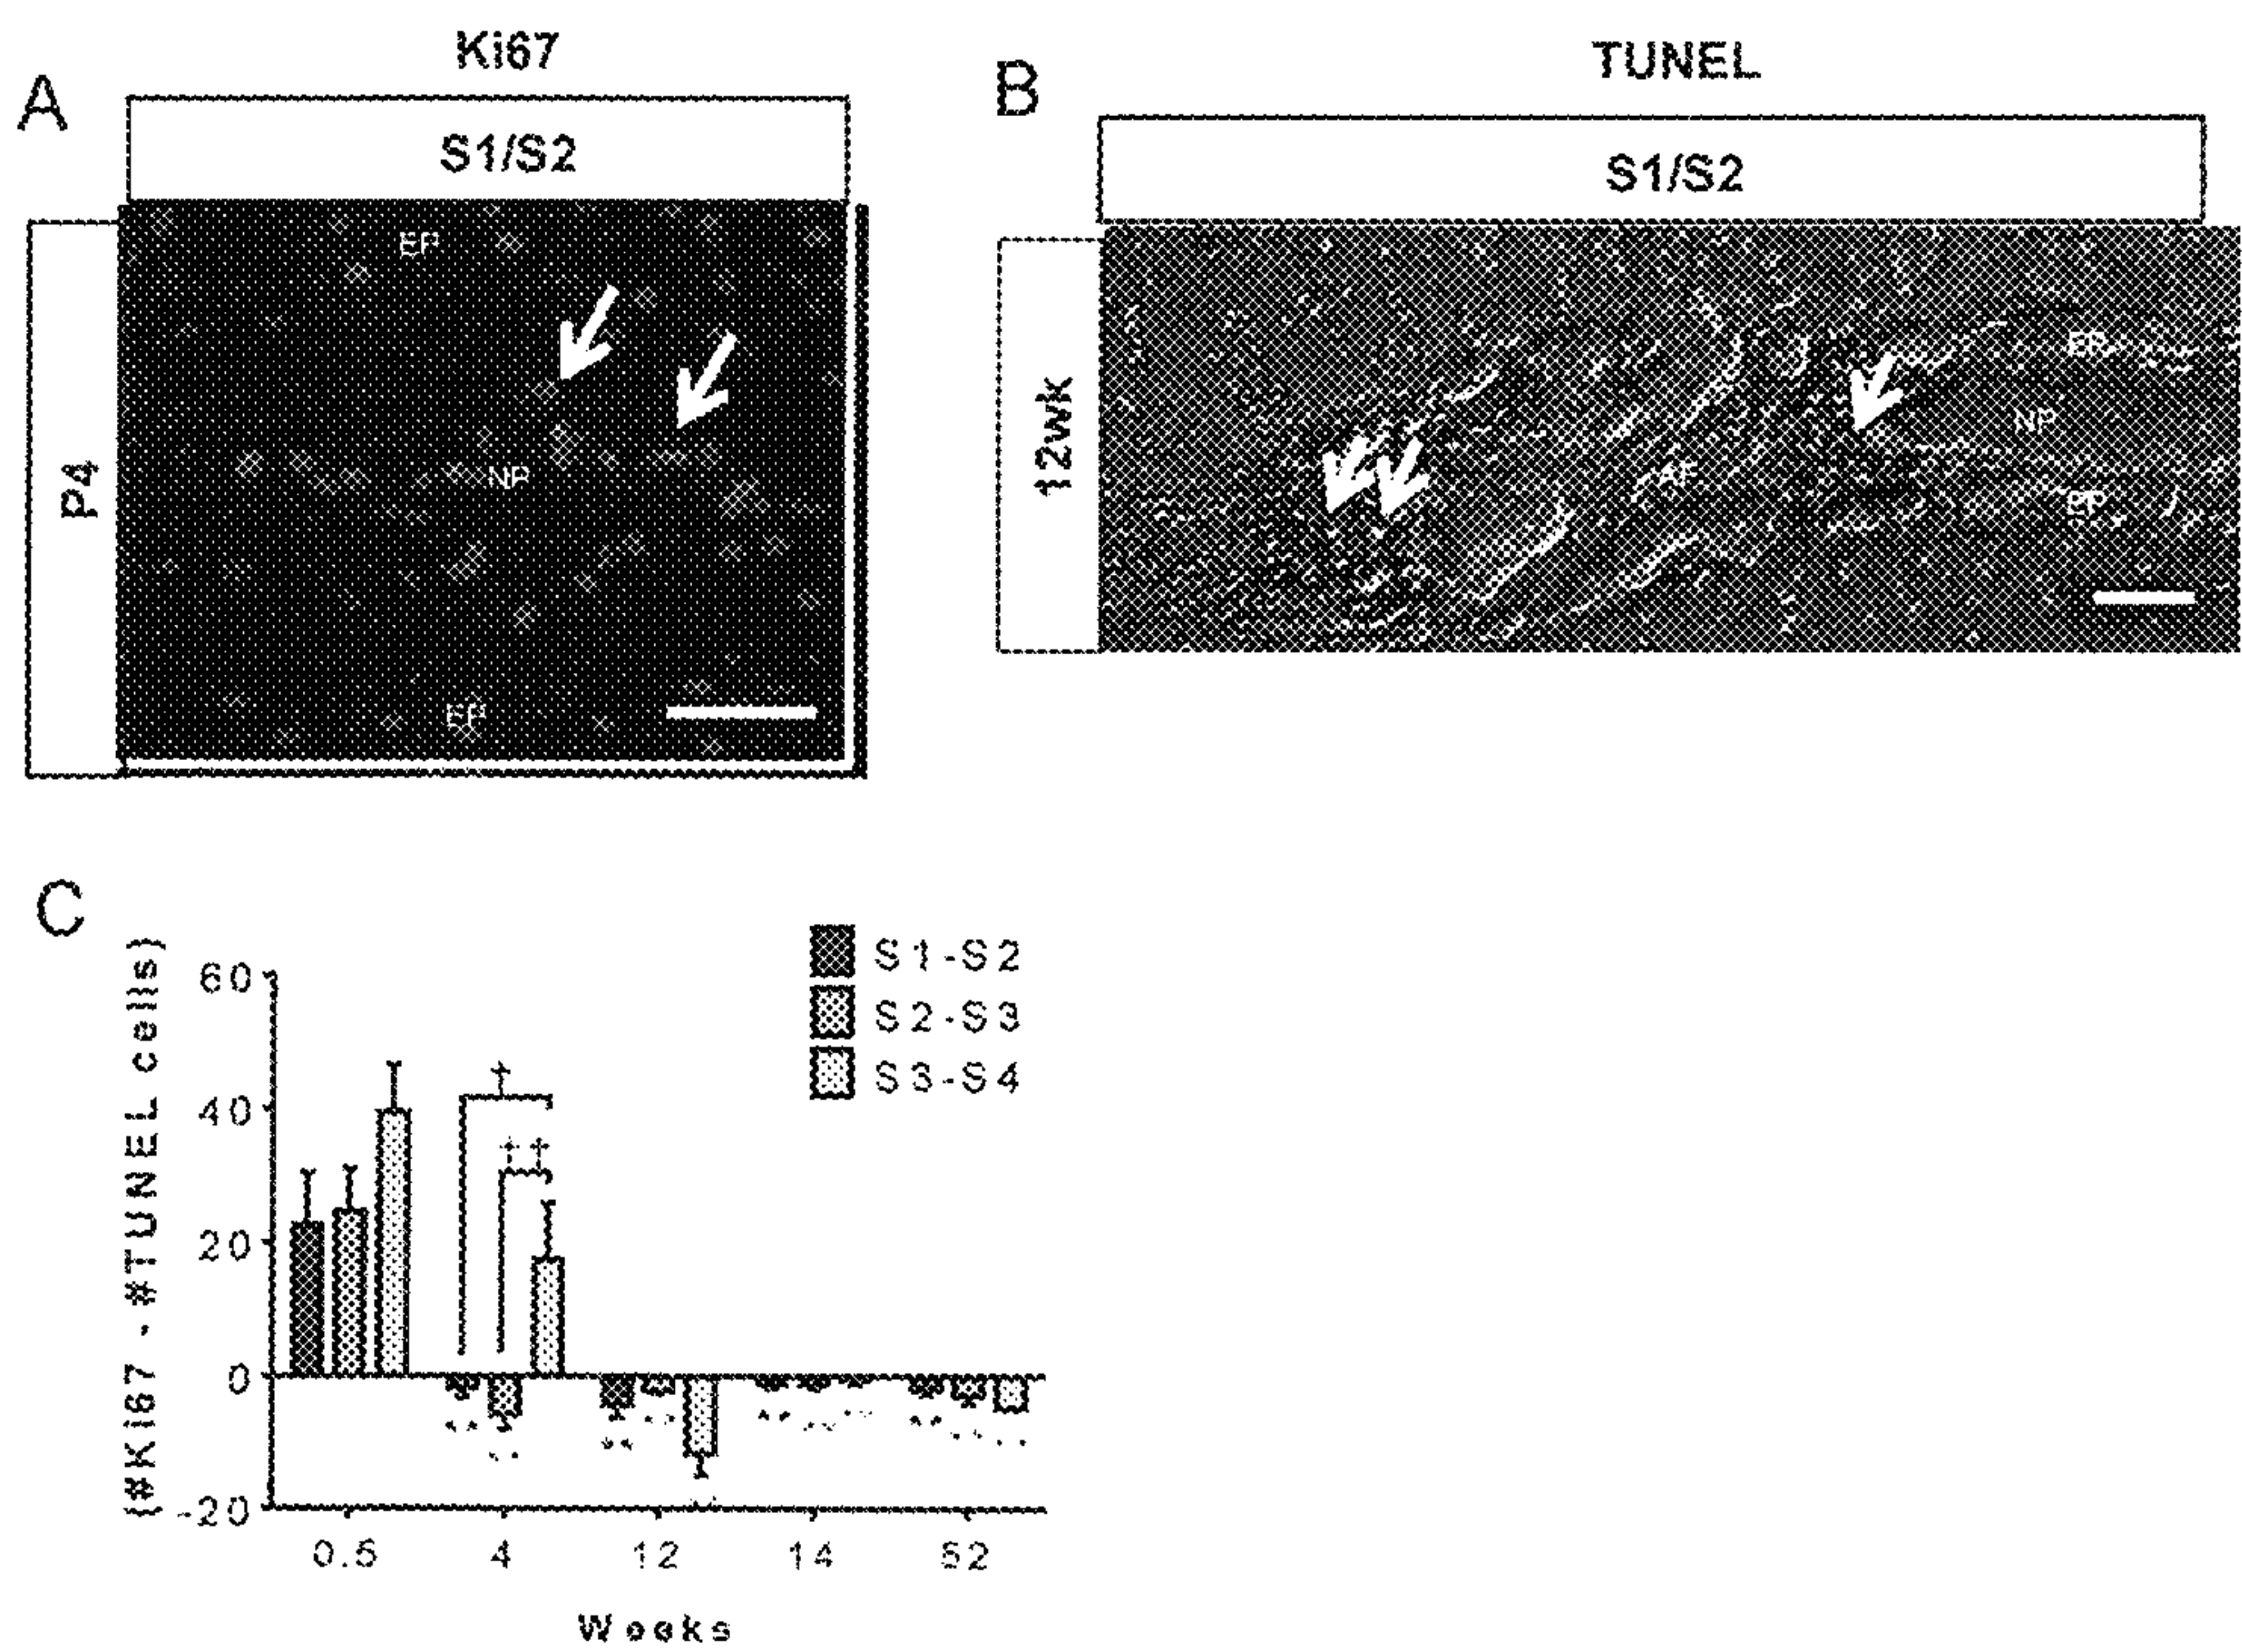 A
Ki67
S1/S2
P4
EP
NP
EP
B
TUNEL
S1/S2
12wk
EP
NP
AF
EP
C
(#Ki67 - #TUNEL cells)
60
40
20
0
-20
S1-S2
S2-S3
S3-S4
†
††
**
**
**
**
**
**
0.5
4
12
14
52
Weeks